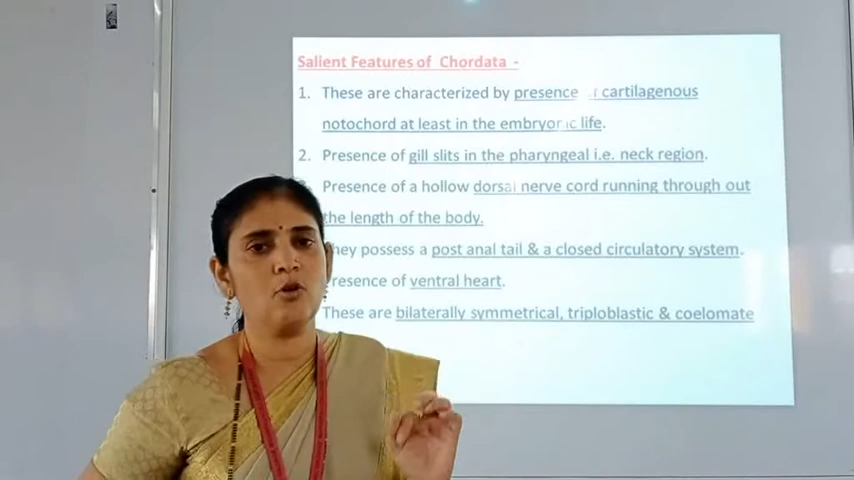 Salient Features of Chordata -
1. These are characterized by presence of cartilagenous
notochord at least in the embryonic life.
2. Presence of gill slits in the pharyngeal i.e. neck region.
Presence of a hollow dorsal nerve cord running through out
the length of the body.
They possess a post anal tail & a closed circulatory system.
Presence of ventral heart.
These are bilaterally symmetrical, triploblastic & coelomate